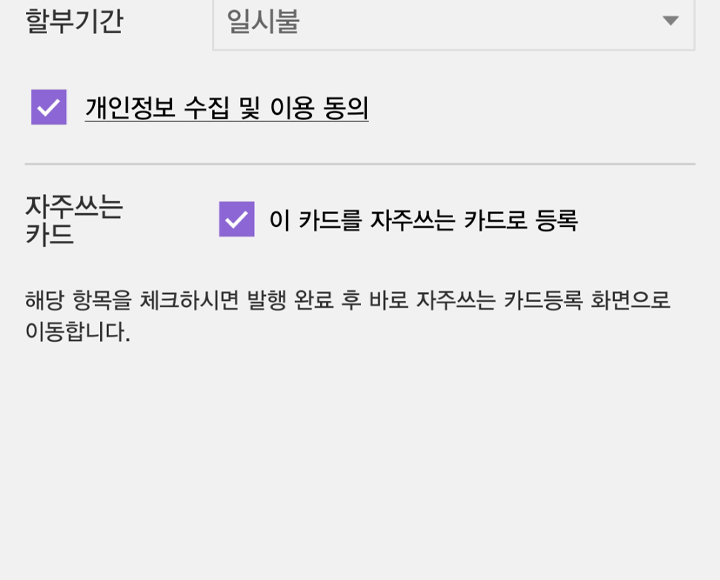 할부기간
일시불
개인정보 수집 및 이용 동의
자주쓰는
카드
이 카드를 자주쓰는 카드로 등록
해당 항목을 체크하시면 발행 완료 후 바로 자주쓰는 카드등록 화면으로
이동합니다.